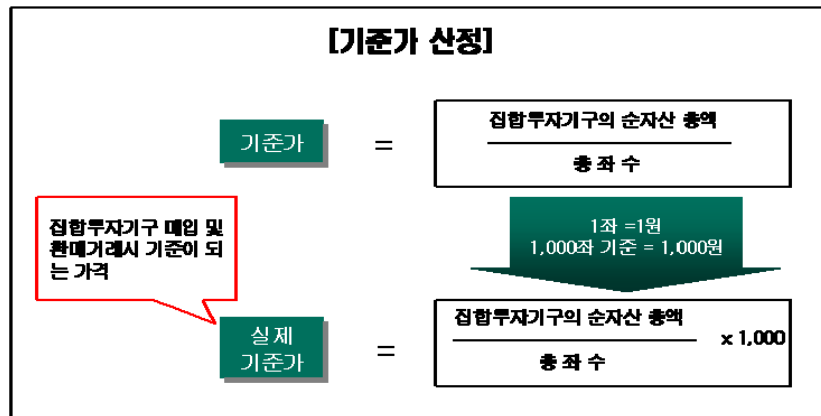 [기준가 산정]
기준가
=
집합투자기구의 순자산 총액
총 좌 수
1좌 =1원
1,000좌 기준 = 1,000원
집합투자기구 매입 및
환매거래시 기준이 되
는 가격
실제
기준가
=
집합투자기구의 순자산 총액
총 좌 수
x 1,000